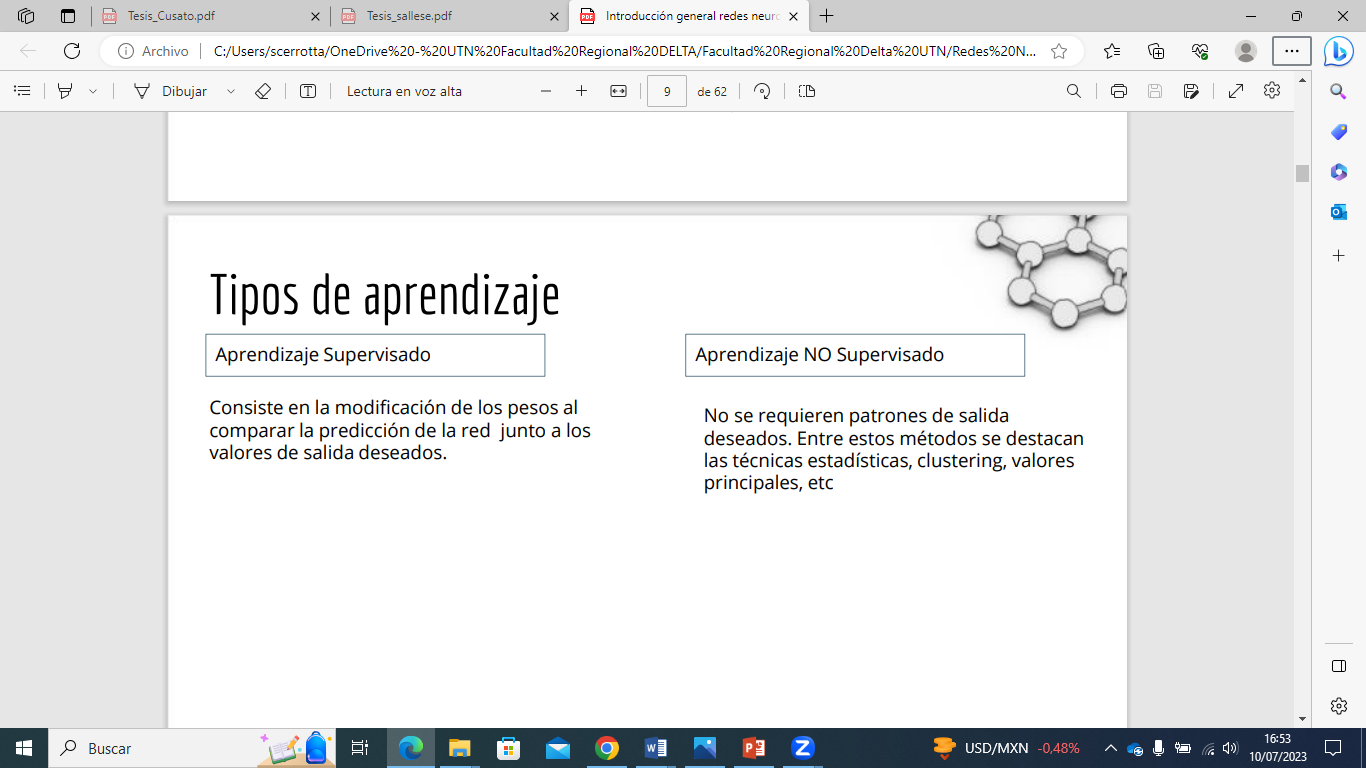 Tesis_Cusato.pdf
Tesis_sallese.pdf
Introducción general redes neuro
Archivo
C:/Users/scerrotta/OneDrive%20-%20UTN%20Facultad%20Regional%20DELTA/Facultad%20Regional%20Delta%20UTN/Redes%20N...
Dibujar
Lectura en voz alta
9
de 62
Tipos de aprendizaje
Aprendizaje Supervisado
Consiste en la modificación de los pesos al
comparar la predicción de la red junto a los
valores de salida deseados.
Aprendizaje NO Supervisado
No se requieren patrones de salida
deseados. Entre estos métodos se destacan
las técnicas estadísticas, clustering, valores
principales, etc
Buscar
USD/MXN -0,48%
16:53
10/07/2023